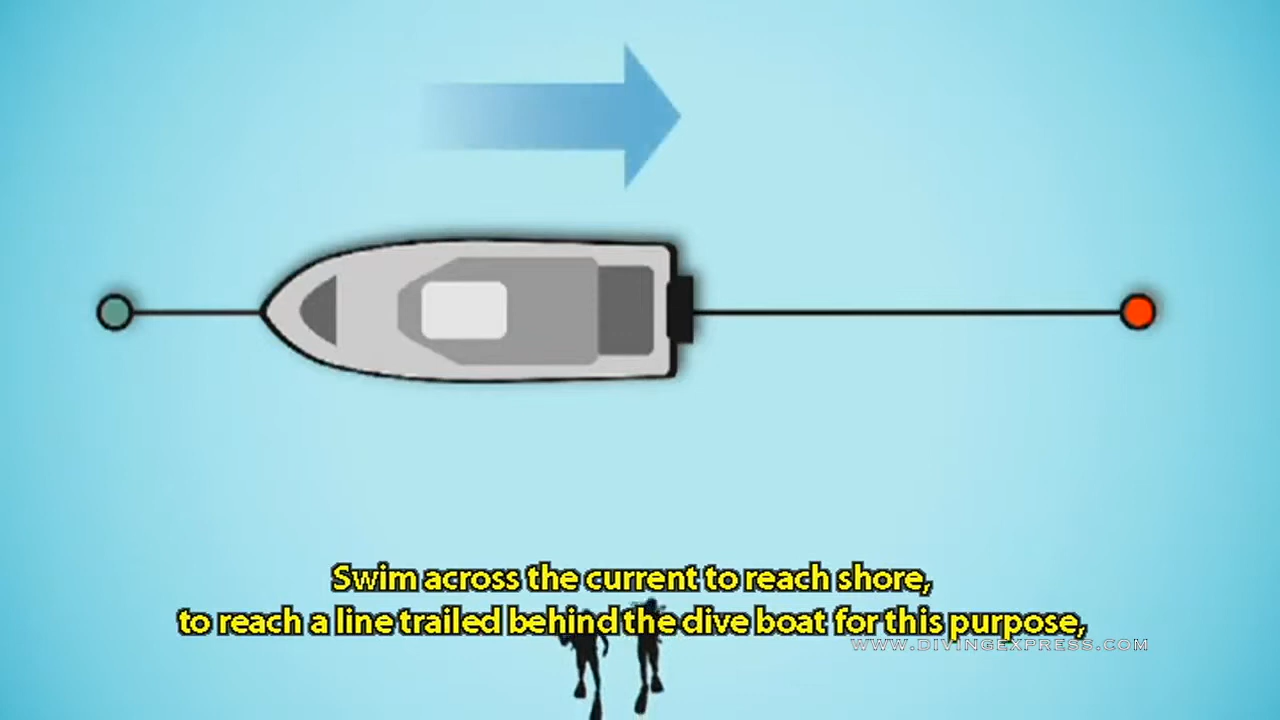 Swim across the current to reach shore,
to reach a line trailed behind the dive boat for this purpose,
WWW.DIVINGEXPRESS.COM